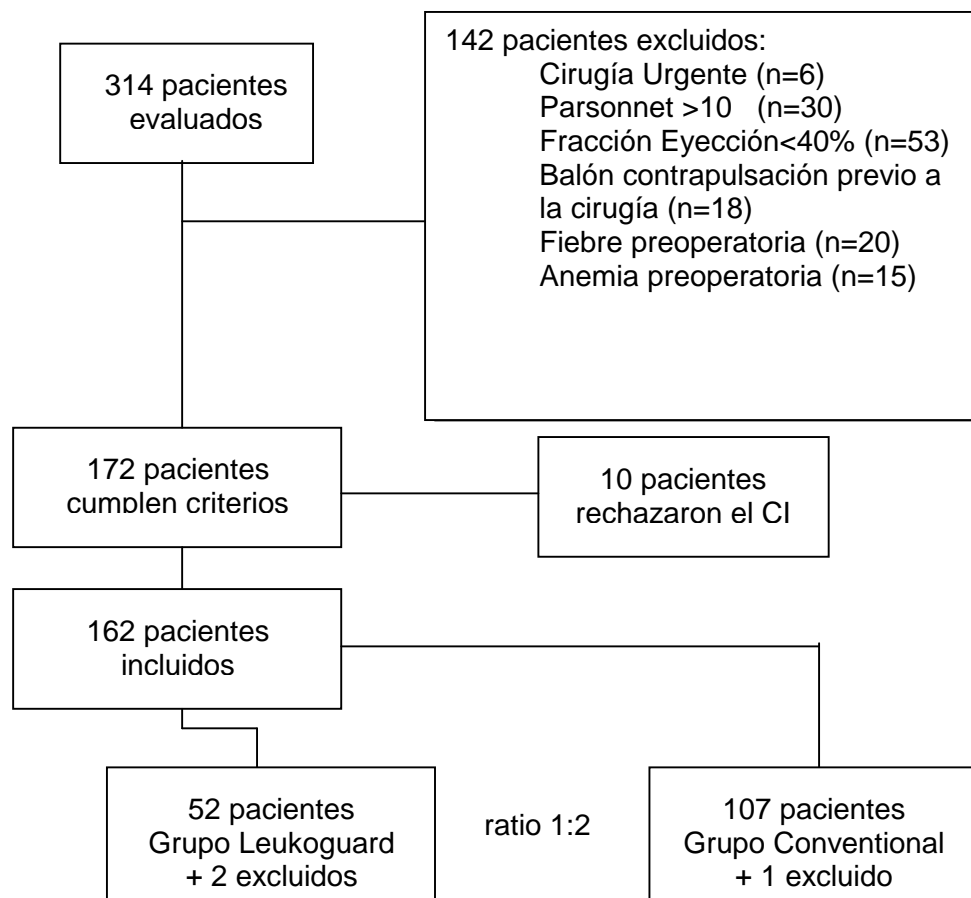 314 pacientes
evaluados
142 pacientes excluidos:
Cirugía Urgente (n=6)
Parsonnet >10 (n=30)
Fracción Eyección<40% (n=53)
Balón contrapulsación previo a
la cirugía (n=18)
Fiebre preoperatoria (n=20)
Anemia preoperatoria (n=15)
172 pacientes
cumplen criterios
10 pacientes
rechazaron el CI
162 pacientes
incluidos
52 pacientes
Grupo Leukoguard
+ 2 excluidos
ratio 1:2
107 pacientes
Grupo Conventional
+ 1 excluido